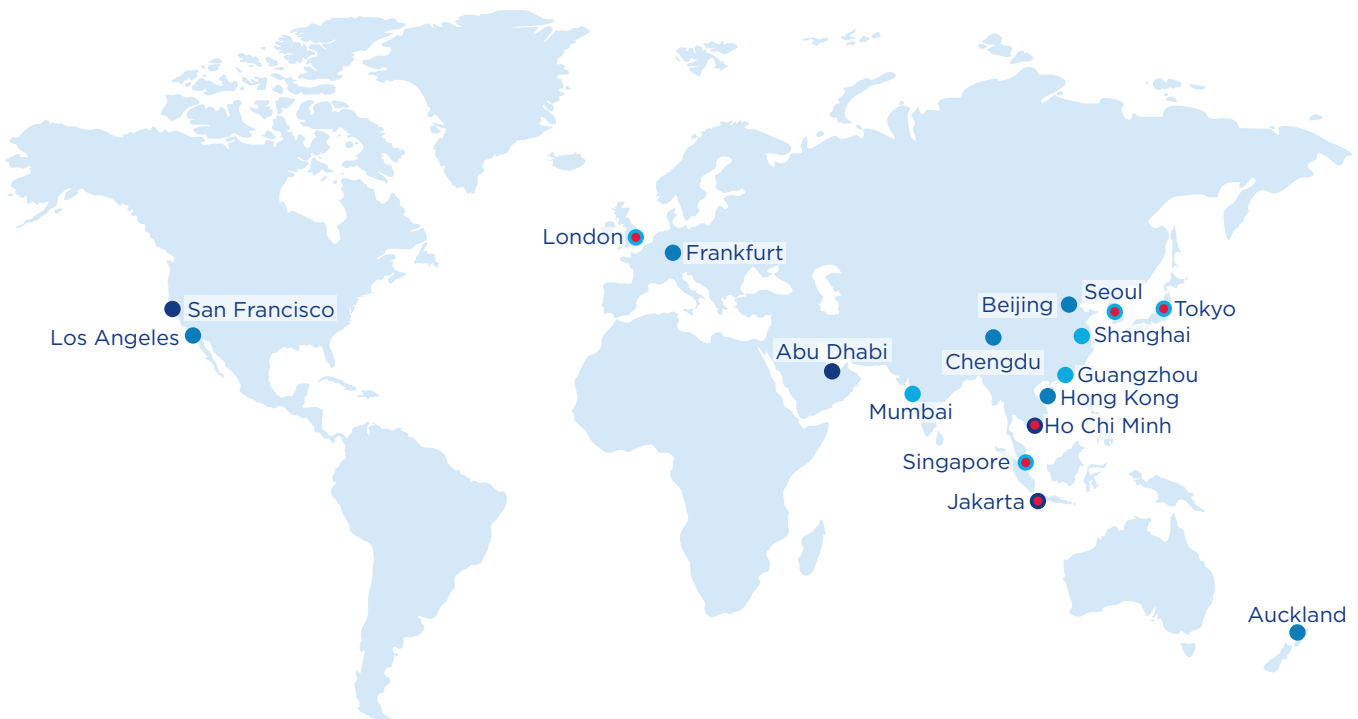 London
Frankfurt
San Francisco
Los Angeles
Beijing
Seoul
Tokyo
Shanghai
Abu Dhabi
Chengdu
Guangzhou
Mumbai
Hong Kong
Ho Chi Minh
Singapore
Jakarta
Auckland